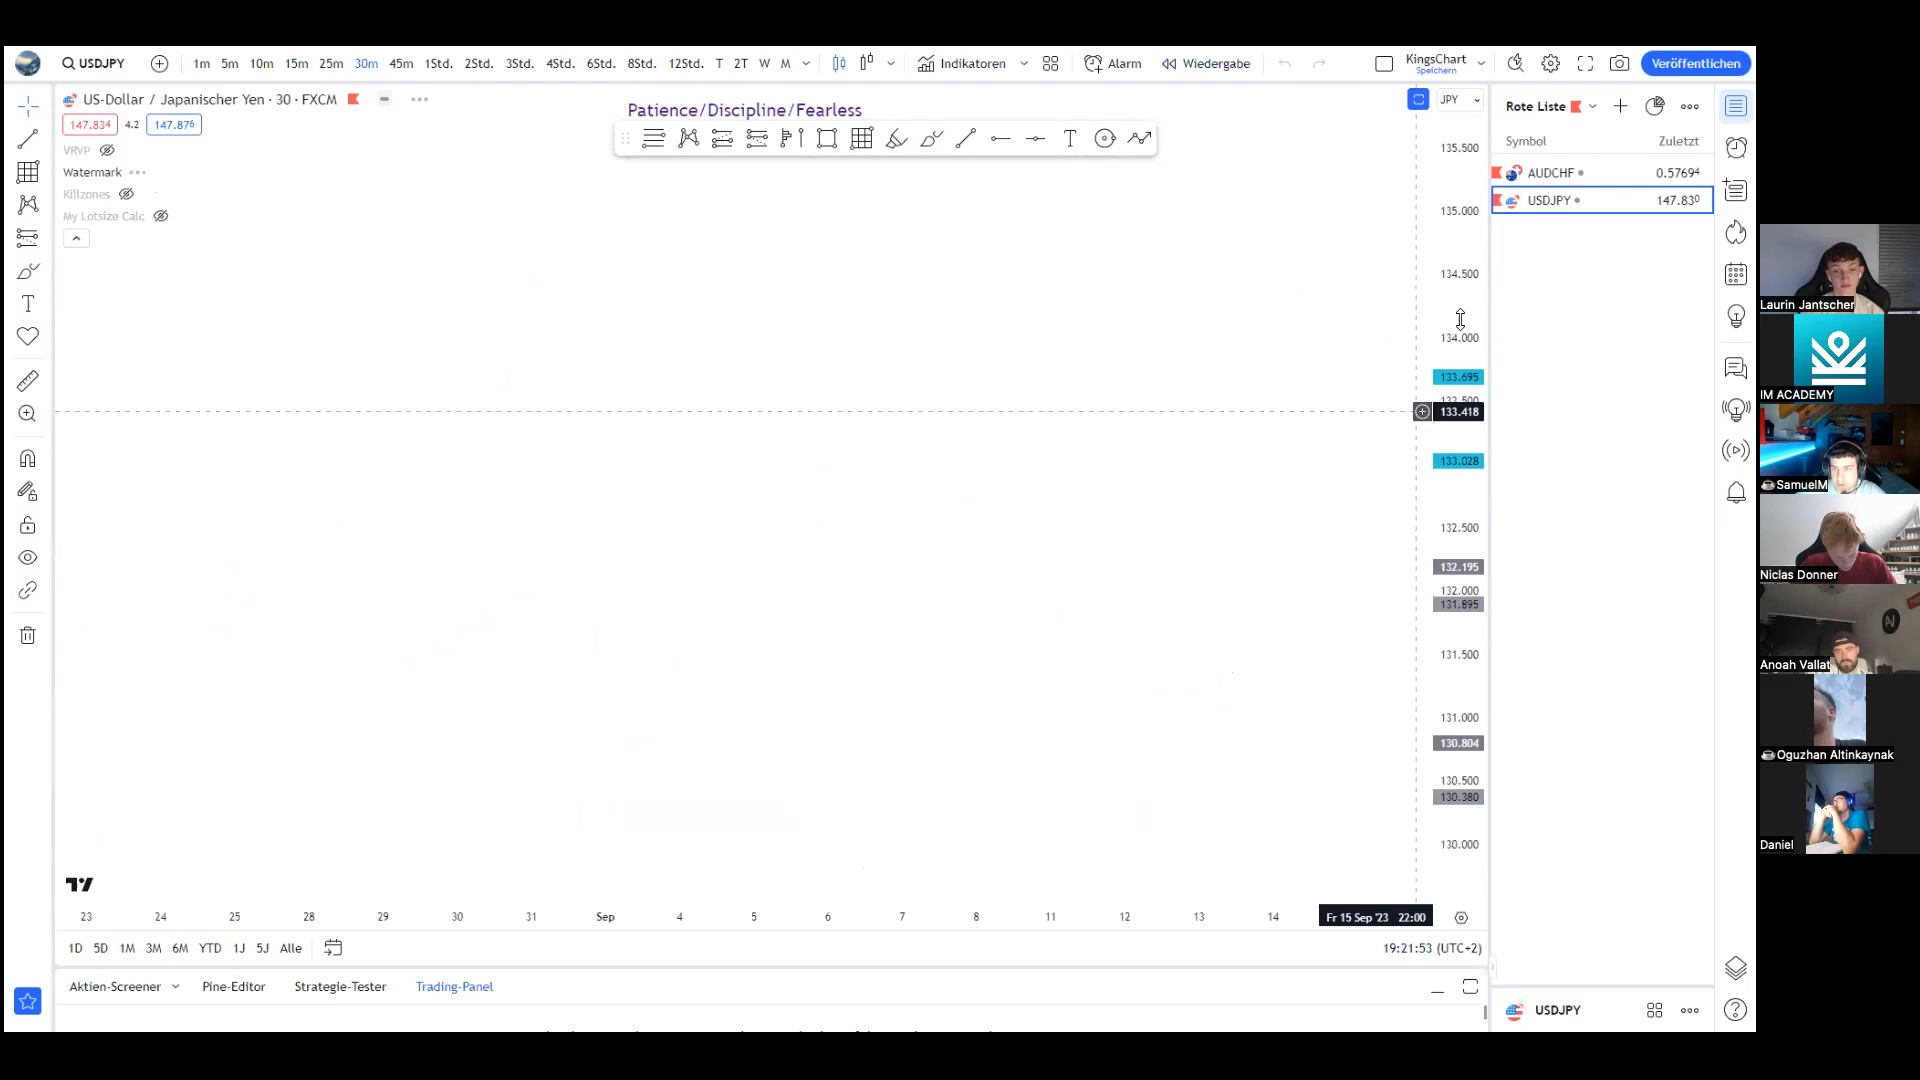 USDJPY
1m 5m 10m 15m 25m 30m 45m 1Std. 2Std. 3Std. 4Std. 6Std. 8Std. 12Std. T 2T W M
Indikatoren
Alarm
Wiedergabe
KingsChart
Speichern
Veröffentlichen
US-Dollar / Japanischer Yen · 30 · FXCM
147.834 4.2 147.876
VRVP
Watermark
Killzones
My Lotsize Calc
Patience/Discipline/Fearless
JPY
135.500
135.000
134.500
134.000
133.695
133.500
133.418
133.028
132.500
132.195
132.000
131.895
131.500
131.000
130.804
130.500
130.380
130.000
23 24 25 28 29 30 31 Sep 4 5 6 7 8 11 12 13 14
Fr 15 Sep '23 22:00
1D 5D 1M 3M 6M YTD 1J 5J Alle
19:21:53 (UTC+2)
Aktien-Screener Pine-Editor Strategie-Tester Trading-Panel
Rote Liste
Symbol Zuletzt
AUDCHF 0.57694
USDJPY 147.830
USDJPY
Laurin Jantscher
IM ACADEMY
SamuelM
Niclas Donner
Anoah Vallat
Oguzhan Altinkaynak
Daniel